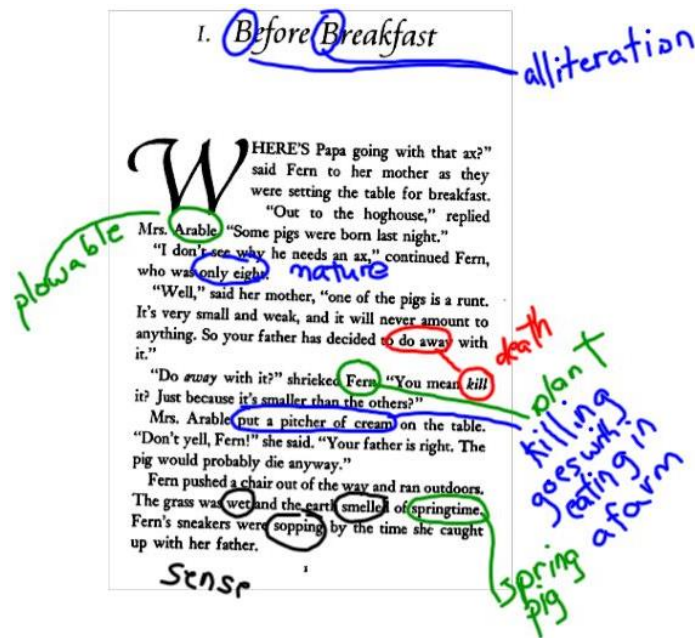 I. Before Breakfast
alliteration
WHERE'S Papa going with that ax?"
said Fern to her mother as they
were setting the table for breakfast.
"Out to the hoghouse," replied
Mrs. Arable. "Some pigs were born last night."
plowable
"I don't see why he needs an ax," continued Fern,
who was only eight.
mature
"Well," said her mother, "one of the pigs is a runt.
It's very small and weak, and it will never amount to
anything. So your father has decided to do away with
it."
death
"Do away with it?" shrieked Fern. "You mean kill
it? Just because it's smaller than the others?"
plant
Mrs. Arable put a pitcher of cream on the table.
"Don't yell, Fern!" she said. "Your father is right. The
pig would probably die anyway."
killing
goes with
eating in
a farm
Fern pushed a chair out of the way and ran outdoors.
The grass was wet and the earth smelled of springtime.
Fern's sneakers were sopping by the time she caught
up with her father.
spring
pig
sense
1